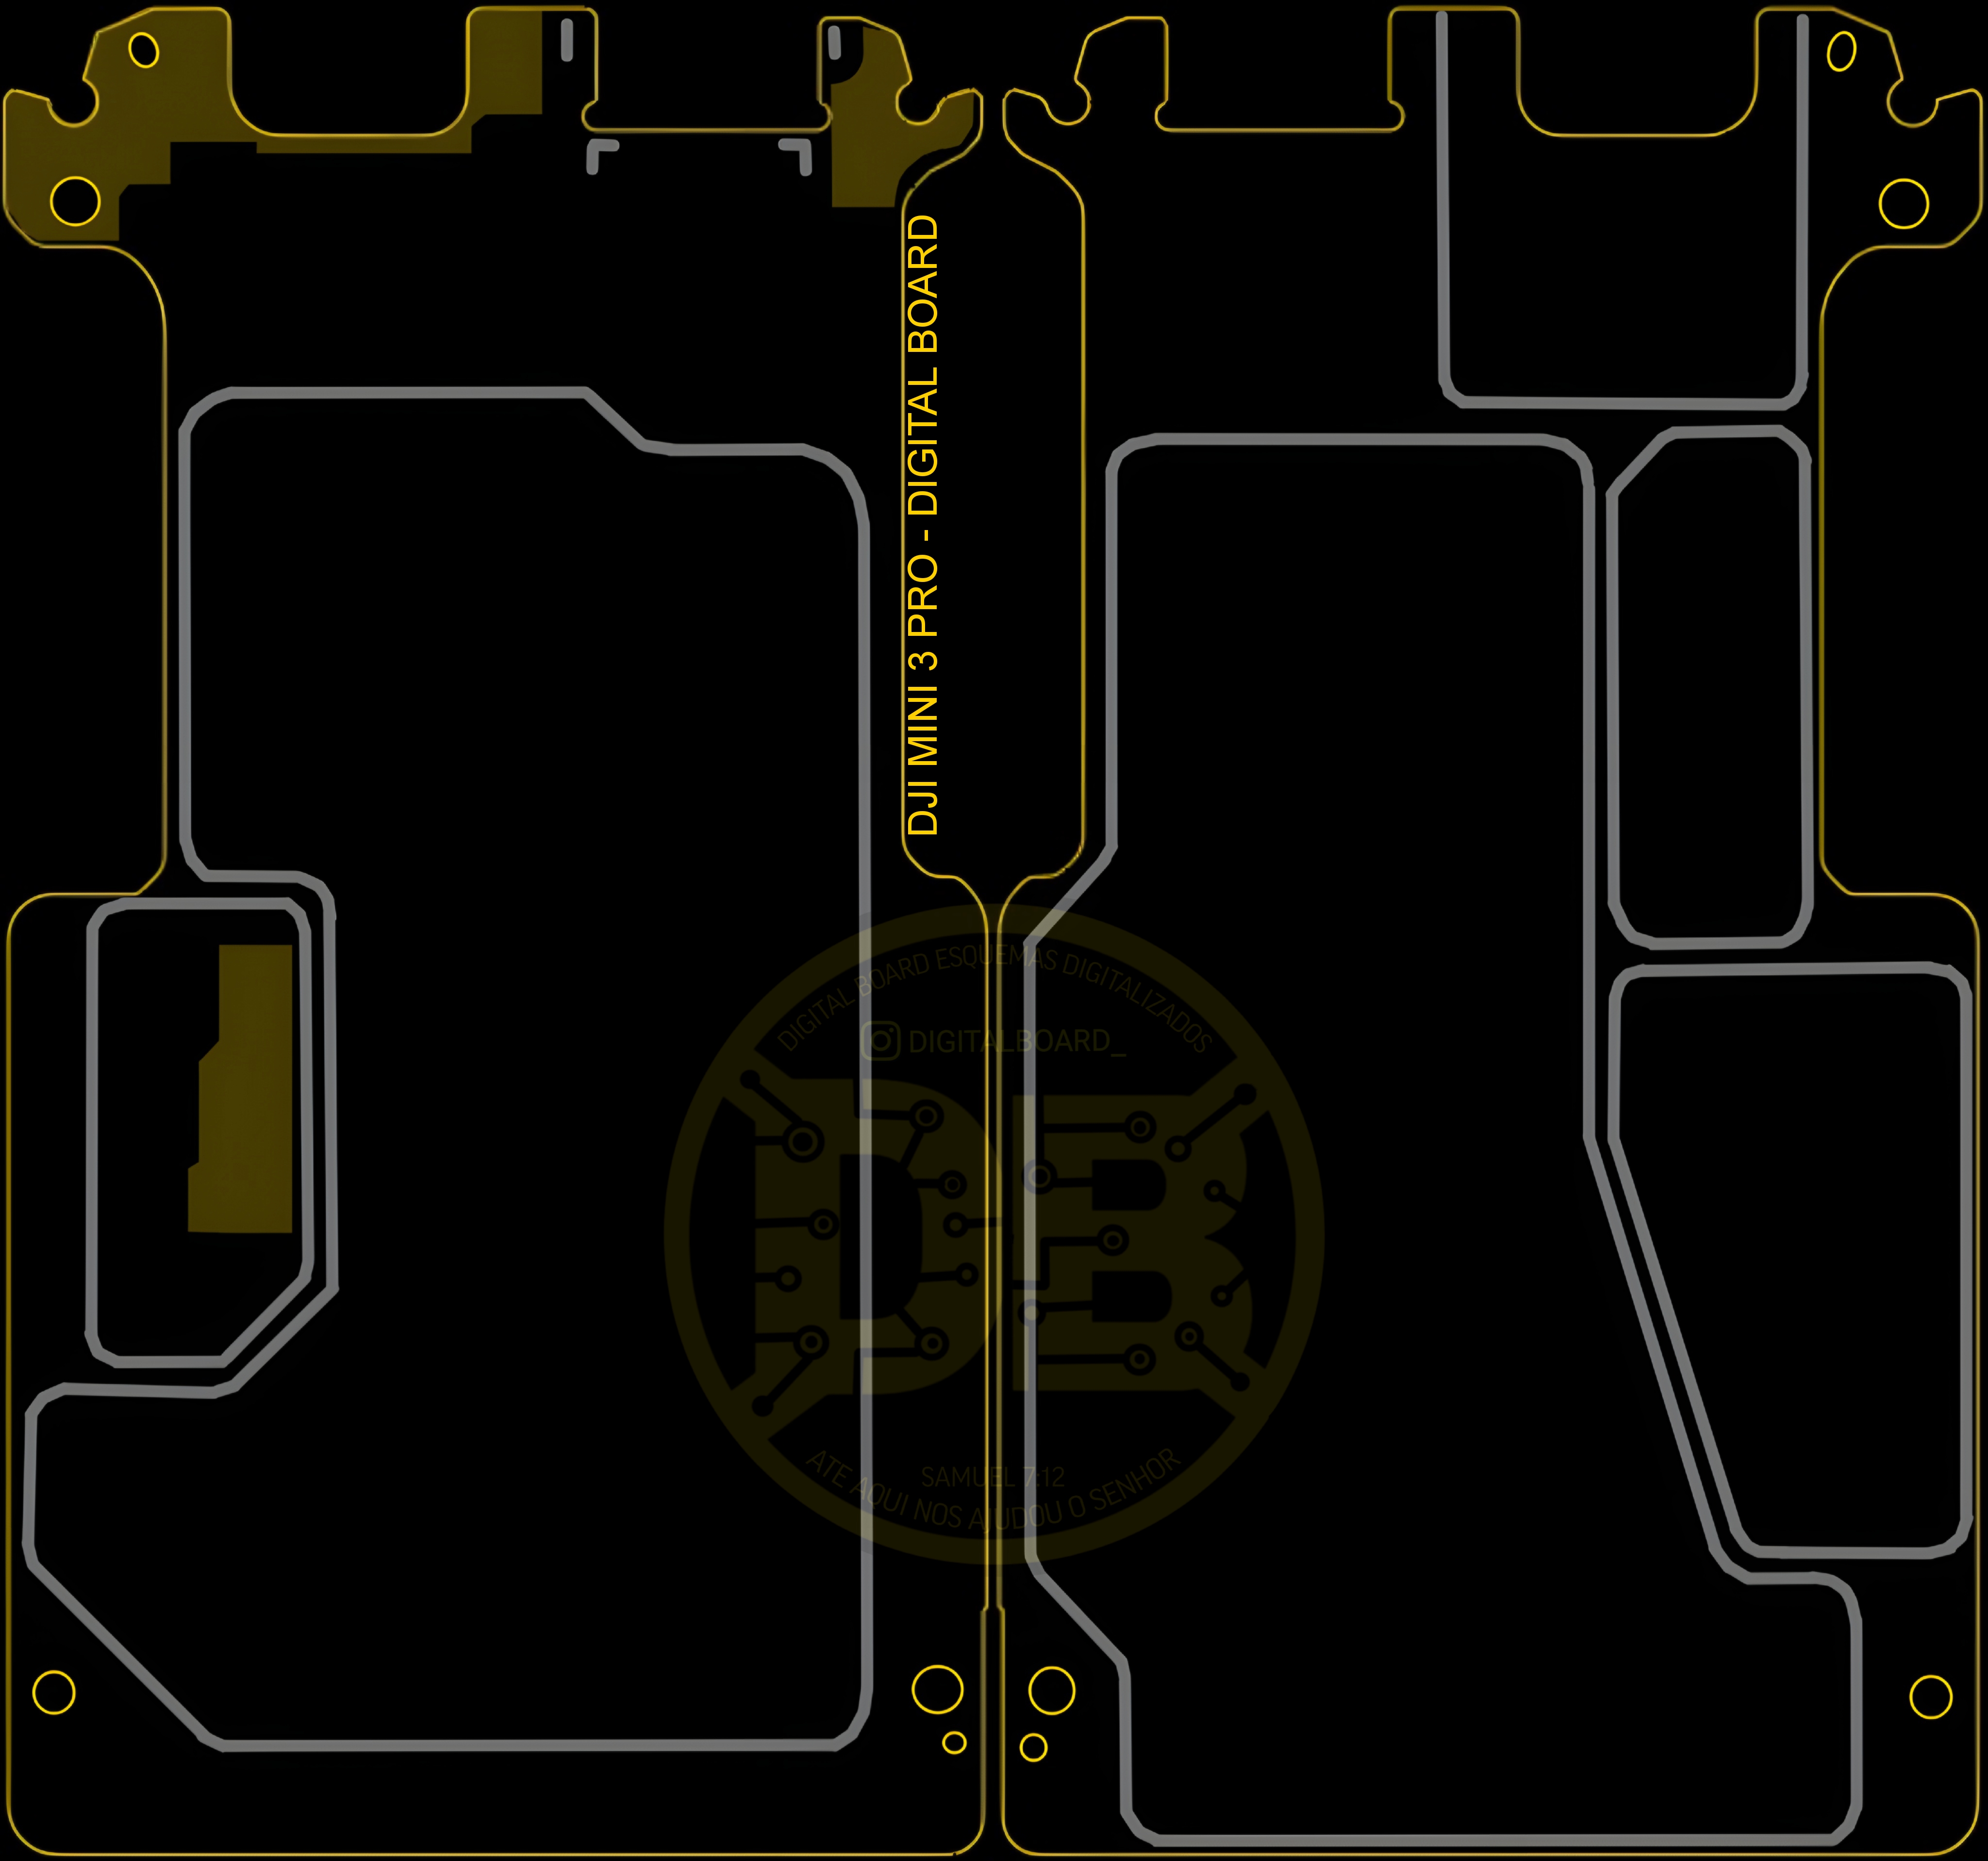 DJI MINI 3 PRO - DIGITAL BOARD
DIGITAL BOARD ESQUEMAS DIGITALIZADOS
DIGITALBOARD_
DB
SAMUEL 7:12
ATE AQUI NOS AJUDOU O SENHOR